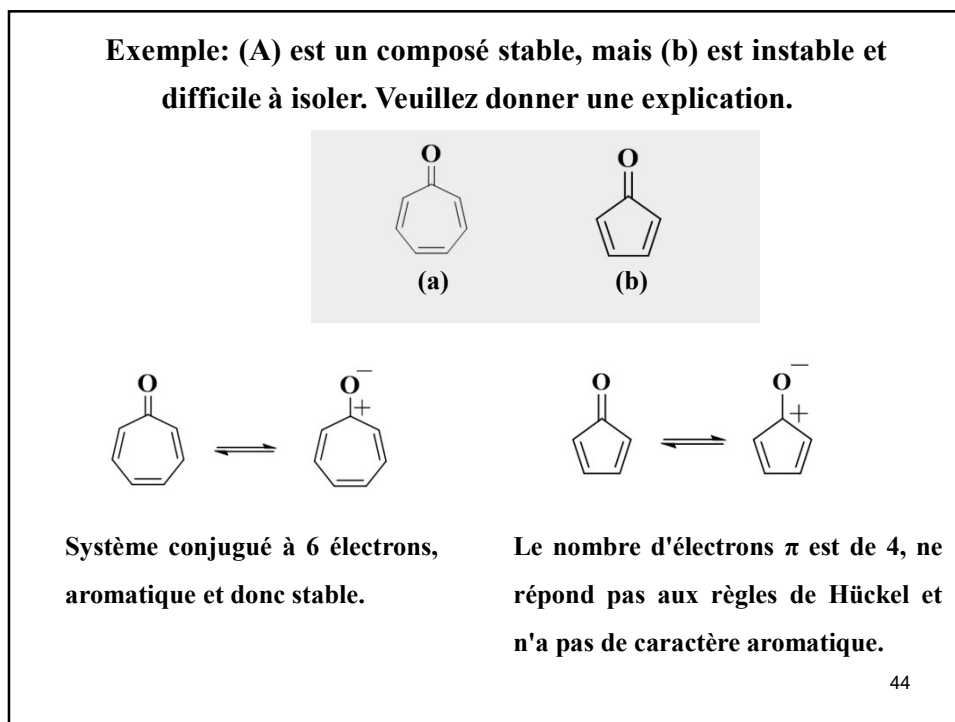 Exemple: (A) est un composé stable, mais (b) est instable et
difficile à isoler. Veuillez donner une explication.
O
O
(a)
(b)
O
O—
+
O
O—
+
Système conjugué à 6 électrons,
aromatique et donc stable.
Le nombre d'électrons π est de 4, ne
répond pas aux règles de Hückel et
n'a pas de caractère aromatique.
44